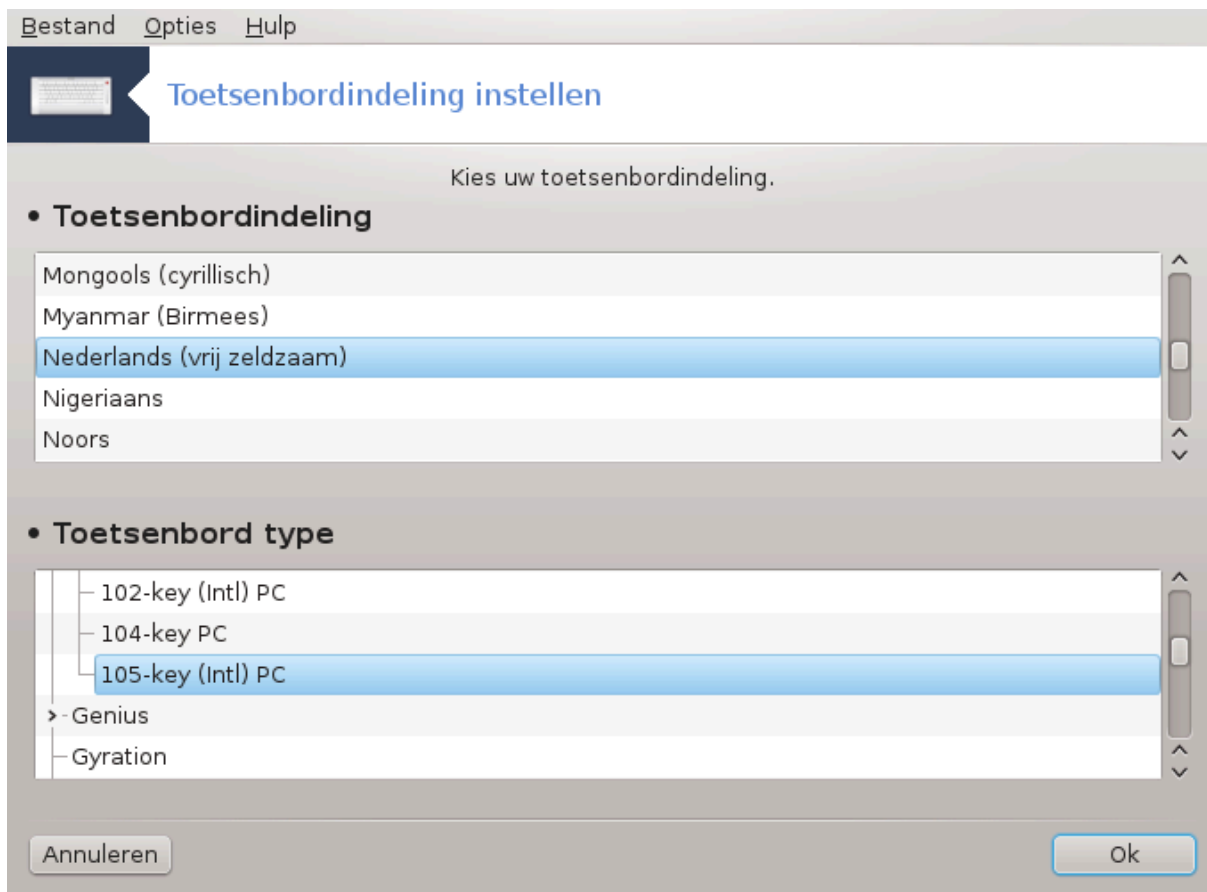 Bestand Opties Hulp
Toetsenbordindeling instellen
Kies uw toetsenbordindeling.
• Toetsenbordindeling
Mongools (cyrillisch)
Myanmar (Birmees)
Nederlands (vrij zeldzaam)
Nigeriaans
Noors
• Toetsenbord type
102-key (Intl) PC
104-key PC
105-key (Intl) PC
Genius
Gyration
Annuleren Ok